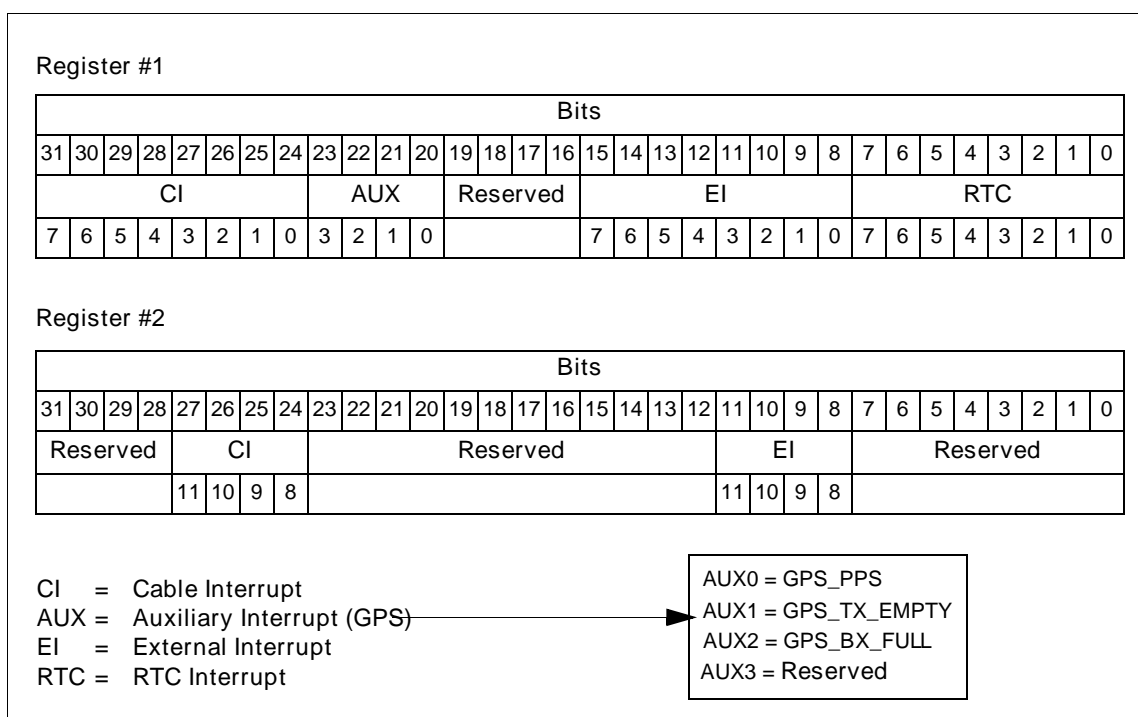 Register #1
Bits
31 30 29 28 27 26 25 24 23 22 21 20 19 18 17 16 15 14 13 12 11 10 9 8 7 6 5 4 3 2 1 0
CI AUX Reserved EI RTC
7 6 5 4 3 2 1 0 3 2 1 0 7 6 5 4 3 2 1 0 7 6 5 4 3 2 1 0
Register #2
Bits
31 30 29 28 27 26 25 24 23 22 21 20 19 18 17 16 15 14 13 12 11 10 9 8 7 6 5 4 3 2 1 0
Reserved CI Reserved EI Reserved
11 10 9 8 11 10 9 8
CI = Cable Interrupt
AUX = Auxiliary Interrupt (GPS)
EI = External Interrupt
RTC = RTC Interrupt
AUX0 = GPS_PPS
AUX1 = GPS_TX_EMPTY
AUX2 = GPS_BX_FULL
AUX3 = Reserved